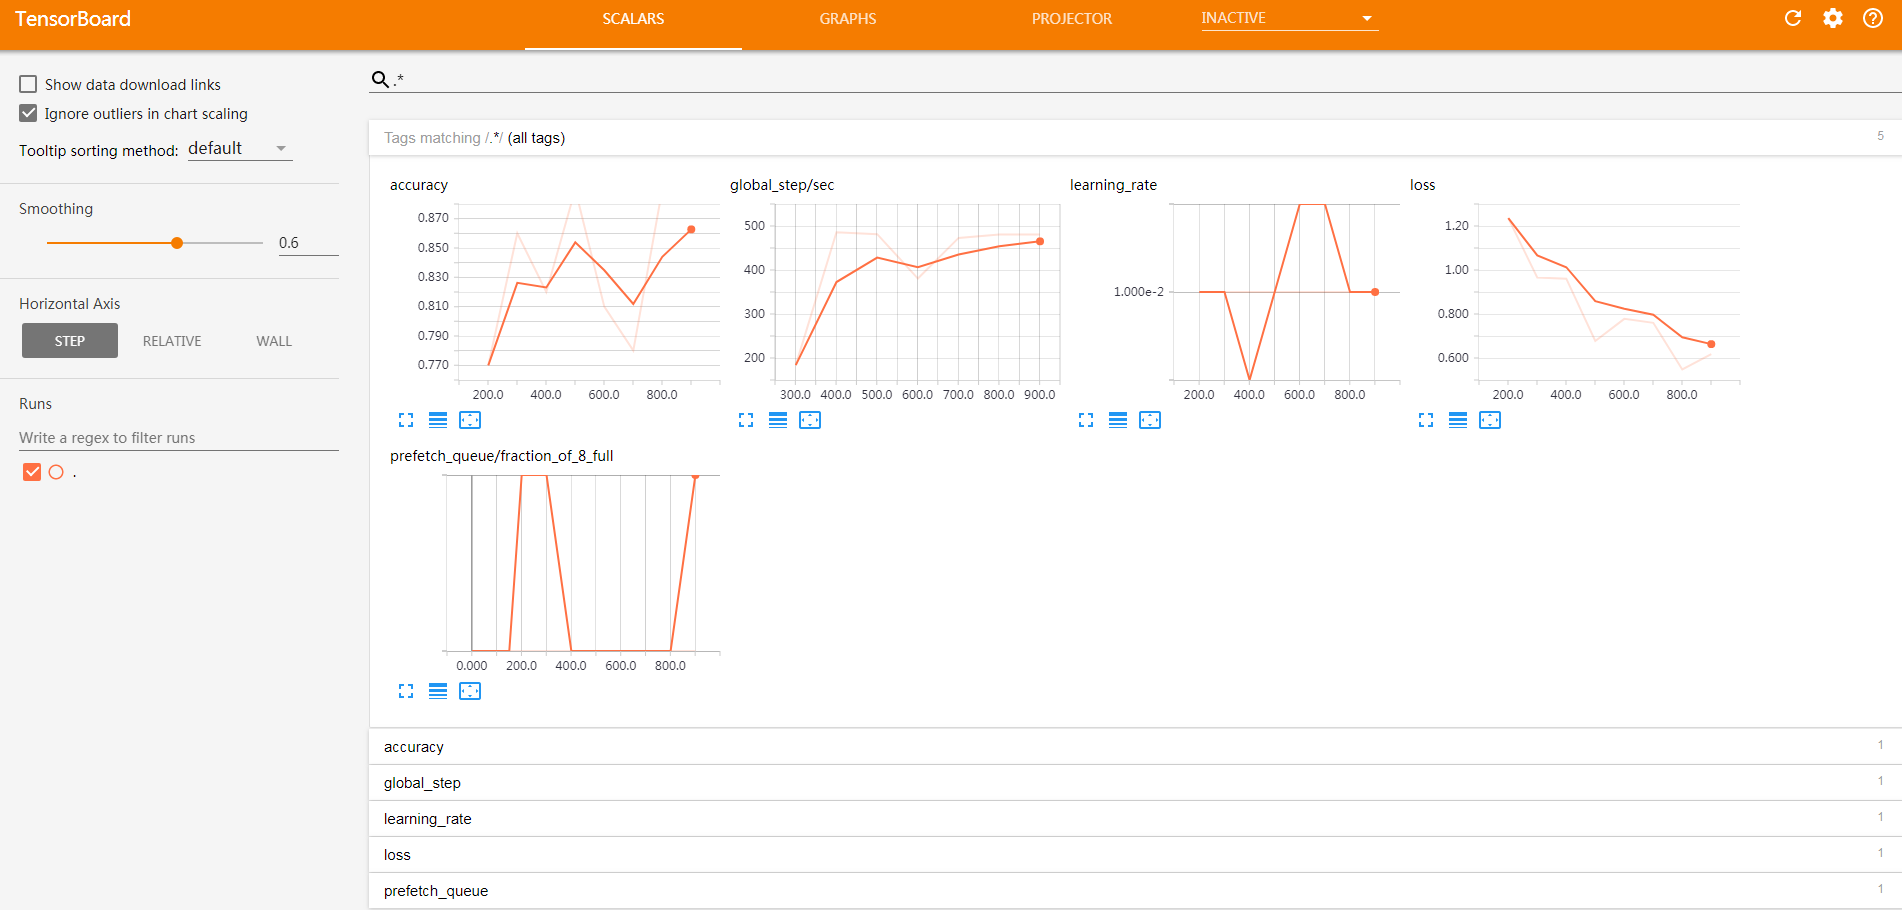 TensorBoard
SCALARS
GRAPHS
PROJECTOR
INACTIVE
Show data download links
Ignore outliers in chart scaling
Tooltip sorting method: default
Smoothing
0.6
Horizontal Axis
STEP RELATIVE WALL
Runs
Write a regex to filter runs
.
.*
Tags matching /.*/ (all tags) 5
accuracy
0.870
0.850
0.830
0.810
0.790
0.770
200.0 400.0 600.0 800.0
global_step/sec
500
400
300
200
300.0 400.0 500.0 600.0 700.0 800.0 900.0
learning_rate
1.000e-2
200.0 400.0 600.0 800.0
loss
1.20
1.00
0.800
0.600
200.0 400.0 600.0 800.0
prefetch_queue/fraction_of_8_full
0.000 200.0 400.0 600.0 800.0
accuracy 1
global_step 1
learning_rate 1
loss 1
prefetch_queue 1